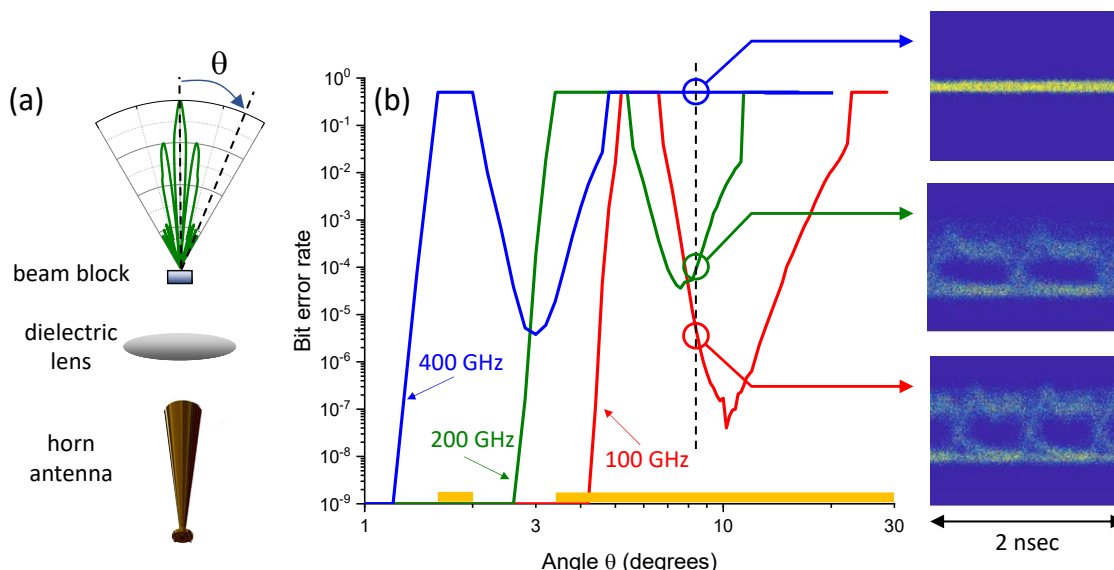 (a)
θ
beam block
dielectric
lens
horn
antenna
(b)
Bit error rate
10⁰
10⁻¹
10⁻²
10⁻³
10⁻⁴
10⁻⁵
10⁻⁶
10⁻⁷
10⁻⁸
10⁻⁹
400 GHz
200 GHz
100 GHz
1
3
10
30
Angle θ (degrees)
2 nsec